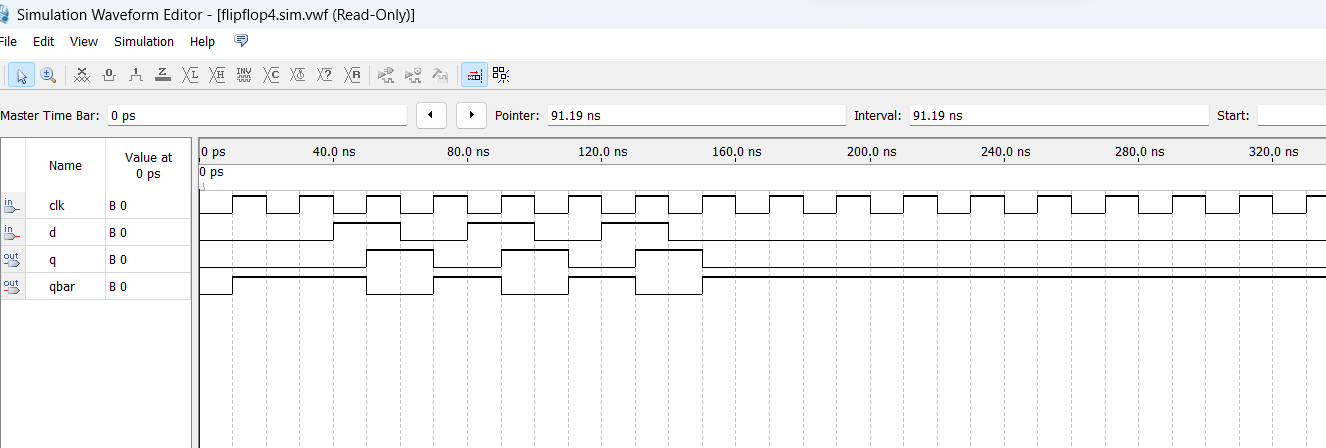 Simulation Waveform Editor - [flipflop4.sim.vwf (Read-Only)]
File Edit View Simulation Help
Master Time Bar: 0 ps Pointer: 91.19 ns Interval: 91.19 ns Start:
Name Value at 0 ps
0 ps 40.0 ns 80.0 ns 120.0 ns 160.0 ns 200.0 ns 240.0 ns 280.0 ns 320.0 ns
0 ps
in clk B 0
in d B 0
out q B 0
out qbar B 0